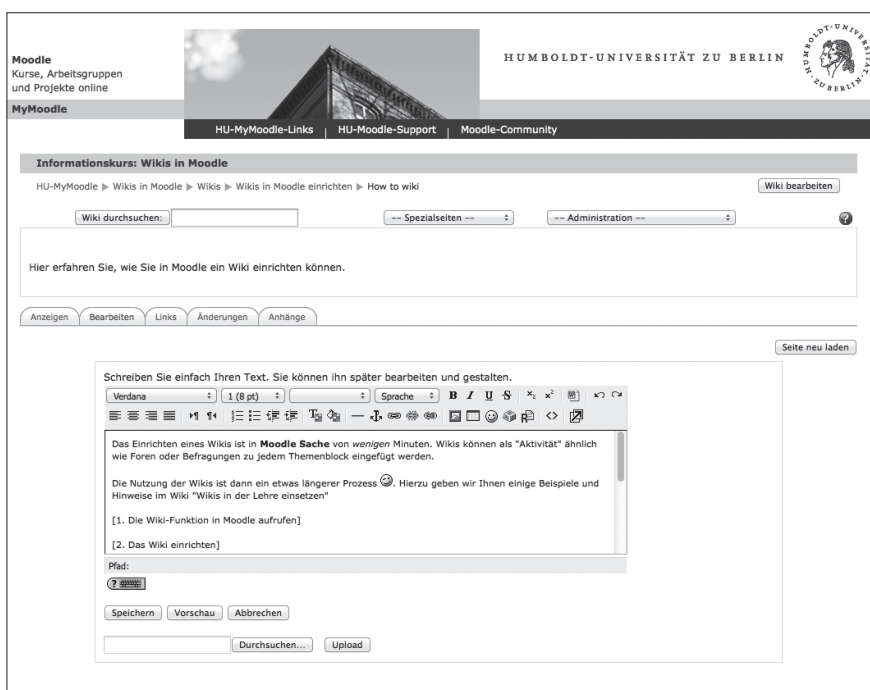 Moodle
Kurse, Arbeitsgruppen
und Projekte online
HUMBOLDT-UNIVERSITÄT ZU BERLIN
HUMBOLDT-UNIVERSITÄT
ZU BERLIN
MyMoodle
HU-MyMoodle-Links | HU-Moodle-Support | Moodle-Community
Informationskurs: Wikis in Moodle
HU-MyMoodle ▶ Wikis in Moodle ▶ Wikis ▶ Wikis in Moodle einrichten ▶ How to wiki
Wiki bearbeiten
Wiki durchsuchen: -- Spezialseiten -- -- Administration -- ?
Hier erfahren Sie, wie Sie in Moodle ein Wiki einrichten können.
Anzeigen Bearbeiten Links Änderungen Anhänge
Seite neu laden
Schreiben Sie einfach Ihren Text. Sie können ihn später bearbeiten und gestalten.
Verdana 1 (8 pt) Sprache B I U S x₂ x²
Das Einrichten eines Wikis ist in Moodle Sache von wenigen Minuten. Wikis können als "Aktivität" ähnlich
wie Foren oder Befragungen zu jedem Themenblock eingefügt werden.
Die Nutzung der Wikis ist dann ein etwas längerer Prozess. Hierzu geben wir Ihnen einige Beispiele und
Hinweise im Wiki "Wikis in der Lehre einsetzen"
[1. Die Wiki-Funktion in Moodle aufrufen]
[2. Das Wiki einrichten]
Pfad:
?
Speichern Vorschau Abbrechen
Durchsuchen... Upload